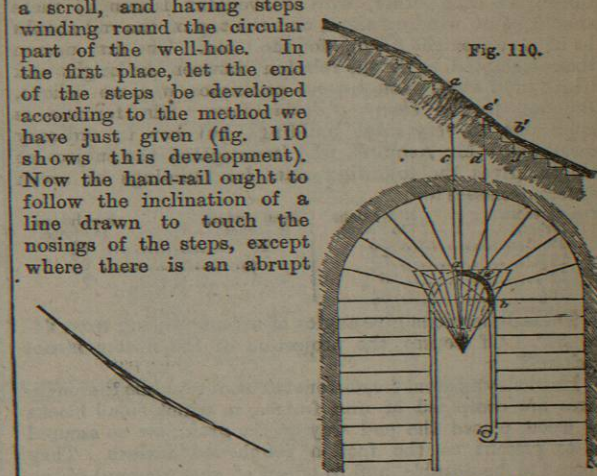 a scroll, and having steps
winding round the circular
part of the well-hole. In
the first place, let the end
of the steps be developed
according to the method we
have just given (fig. 110
shows this development).
Now the hand-rail ought to
follow the inclination of a
line drawn to touch the
nosings of the steps, except
where there is an abrupt
Fig. 110.
a
e'
b'
c d f
a
e
b